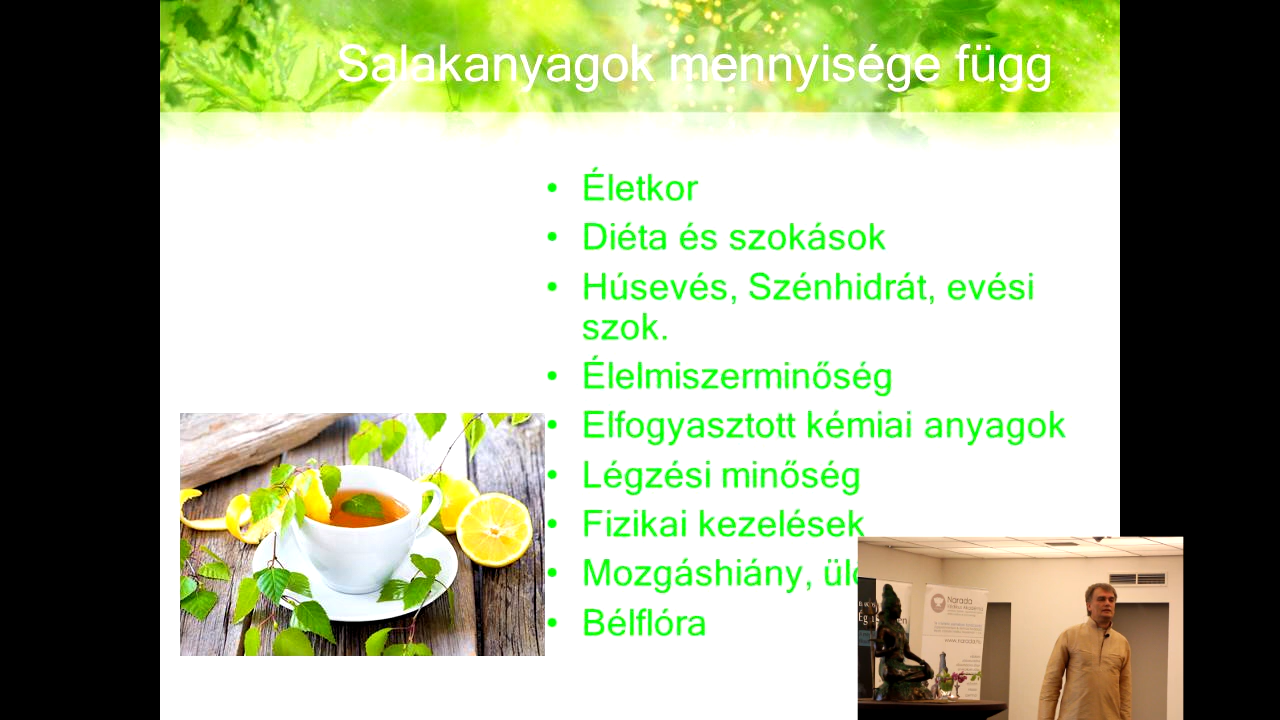 Salakanyagok mennyisége függ
• Életkor
• Diéta és szokások
• Húsevés, Szénhidrát, evési
szok.
• Élelmiszerminőség
• Elfogyasztott kémiai anyagok
• Légzési minőség
• Fizikai kezelések
• Mozgáshiány,
• Bélflóra
Narada